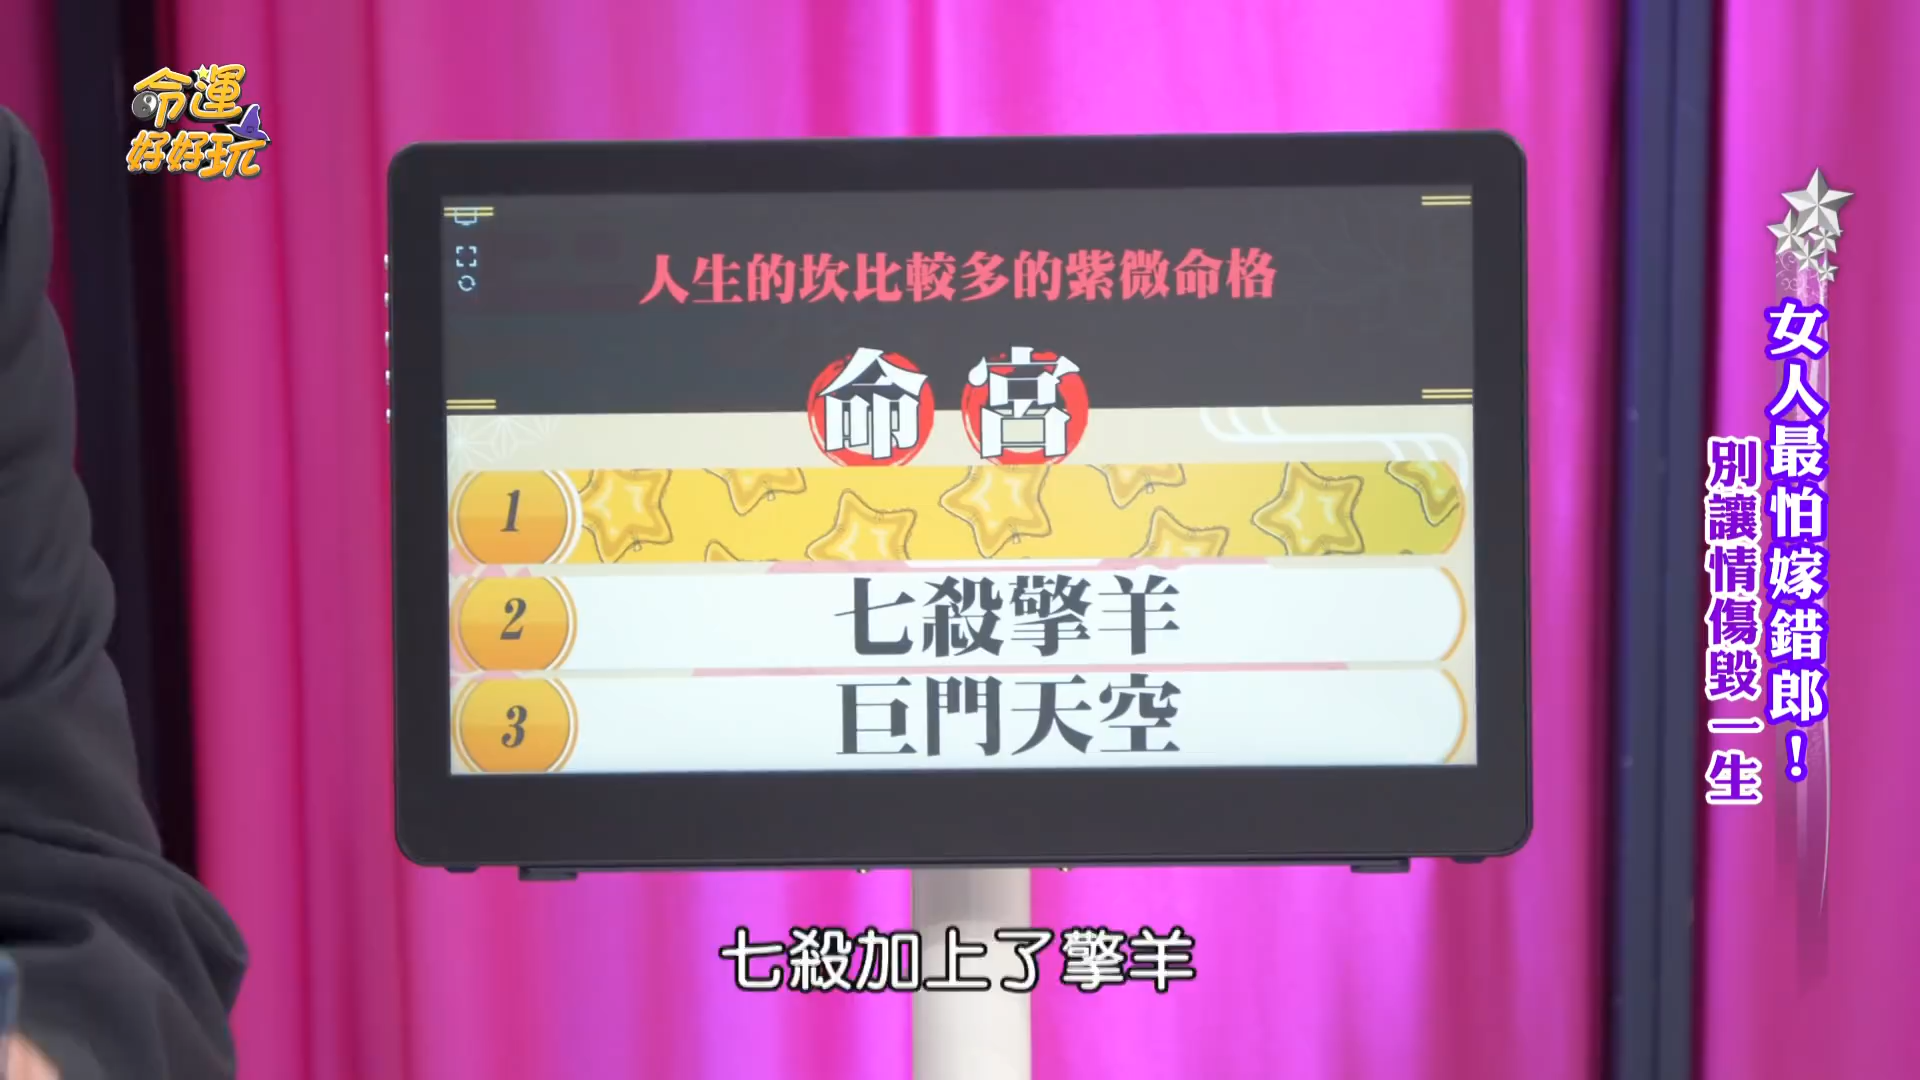 命運
好好玩
人生的坎比較多的紫微命格
命宮
1
2
七殺擎羊
3
巨門天空
女人最怕嫁錯郎！
別讓情傷毀一生
七殺加上了擎羊